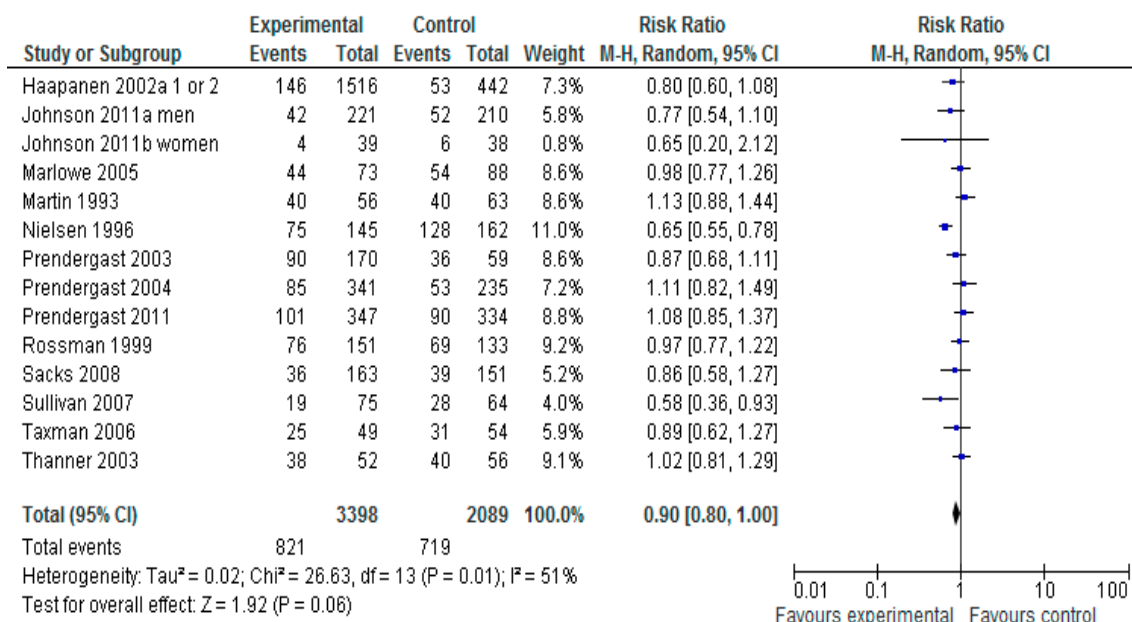 Experimental Control Risk Ratio Risk Ratio
Study or Subgroup Events Total Events Total Weight M-H, Random, 95% CI M-H, Random, 95% CI
Haapanen 2002a 1 or 2 146 1516 53 442 7.3% 0.80 [0.60, 1.08]
Johnson 2011a men 42 221 52 210 5.8% 0.77 [0.54, 1.10]
Johnson 2011b women 4 39 6 38 0.8% 0.65 [0.20, 2.12]
Marlowe 2005 44 73 54 88 8.6% 0.98 [0.77, 1.26]
Martin 1993 40 56 40 63 8.6% 1.13 [0.88, 1.44]
Nielsen 1996 75 145 128 162 11.0% 0.65 [0.55, 0.78]
Prendergast 2003 90 170 36 59 8.6% 0.87 [0.68, 1.11]
Prendergast 2004 85 341 53 235 7.2% 1.11 [0.82, 1.49]
Prendergast 2011 101 347 90 334 8.8% 1.08 [0.85, 1.37]
Rossman 1999 76 151 69 133 9.2% 0.97 [0.77, 1.22]
Sacks 2008 36 163 39 151 5.2% 0.86 [0.58, 1.27]
Sullivan 2007 19 75 28 64 4.0% 0.58 [0.36, 0.93]
Taxman 2006 25 49 31 54 5.9% 0.89 [0.62, 1.27]
Thanner 2003 38 52 40 56 9.1% 1.02 [0.81, 1.29]
Total (95% CI) 3398 2089 100.0% 0.90 [0.80, 1.00]
Total events 821 719
Heterogeneity: Tau² = 0.02; Chi² = 26.63, df = 13 (P = 0.01); I² = 51%
Test for overall effect: Z = 1.92 (P = 0.06)
0.01 0.1 1 10 100
Favours experimental Favours control